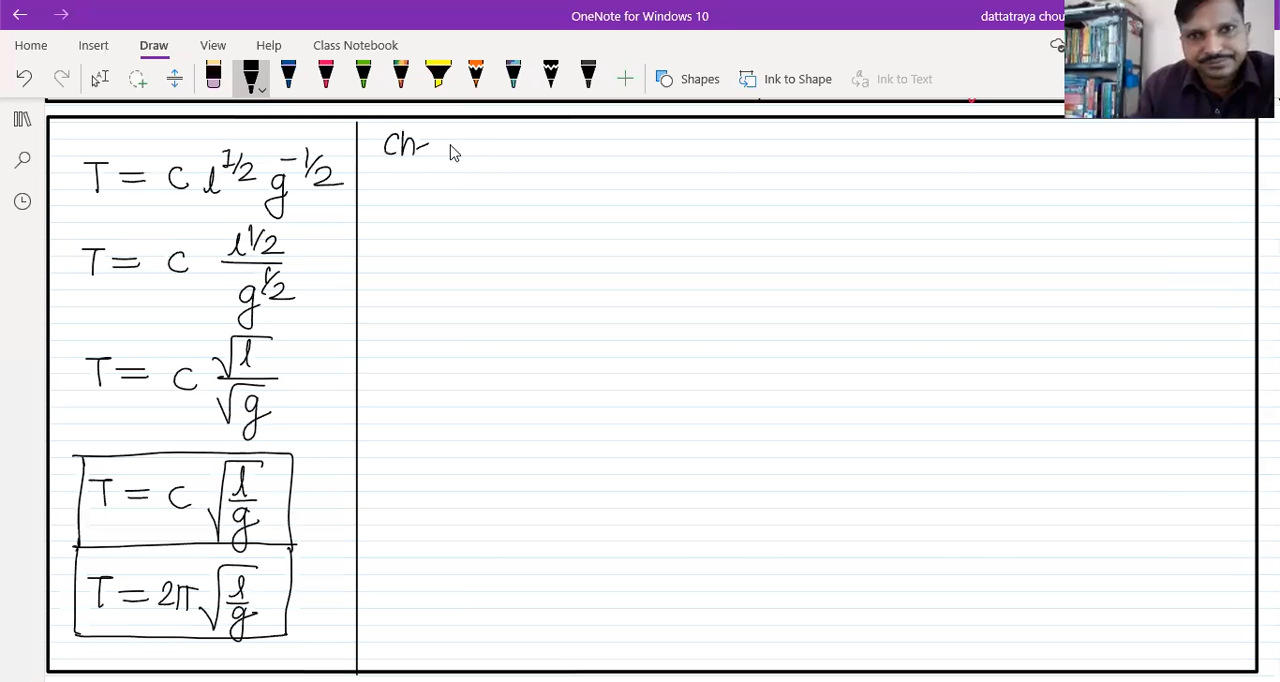 OneNote for Windows 10
dattatraya chou
Home Insert Draw View Help Class Notebook
Shapes Ink to Shape Ink to Text
T = c l^1/2 g^-1/2
T = c l^1/2 / g^1/2
T = c √l / √g
T = c √(l/g)
T = 2π √(l/g)
Ch-